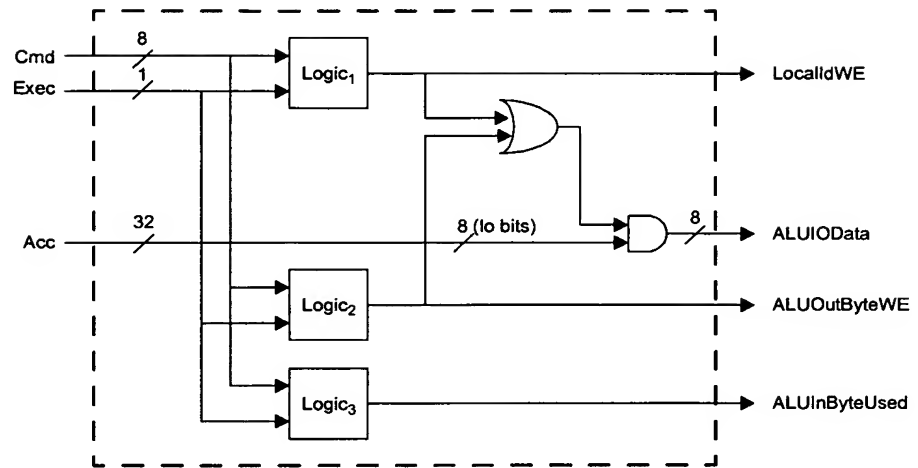 8
Cmd
Exec
1
Logic₁
LocalIdWE
32
Acc
8 (lo bits)
8
ALUIOData
Logic₂
ALUOutByteWE
Logic₃
ALUInByteUsed